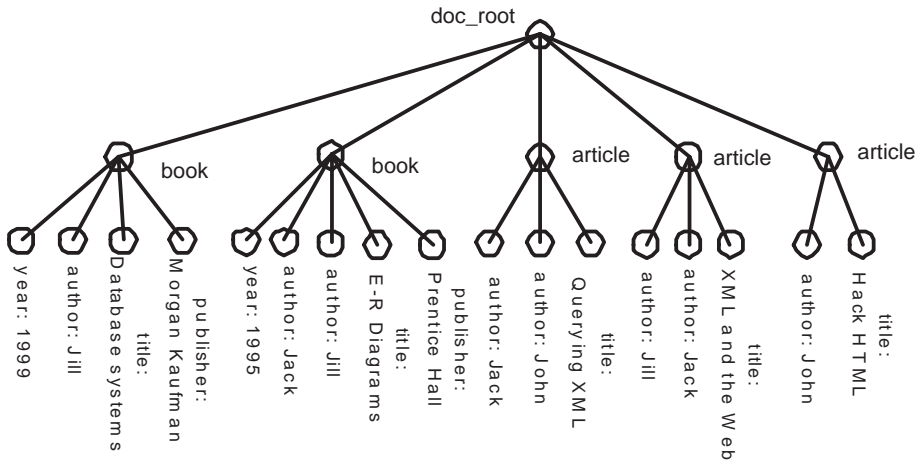 doc_root
book
book
article
article
article
year: 1999
author: Jill
title:
Database systems
publisher:
Morgan Kaufman
year: 1995
author: Jack
author: Jill
title:
E-R Diagrams
publisher:
Prentice Hall
author: Jack
author: John
title:
Querying XML
author: Jill
author: Jack
title:
XML and the Web
author: John
title:
Hack HTML